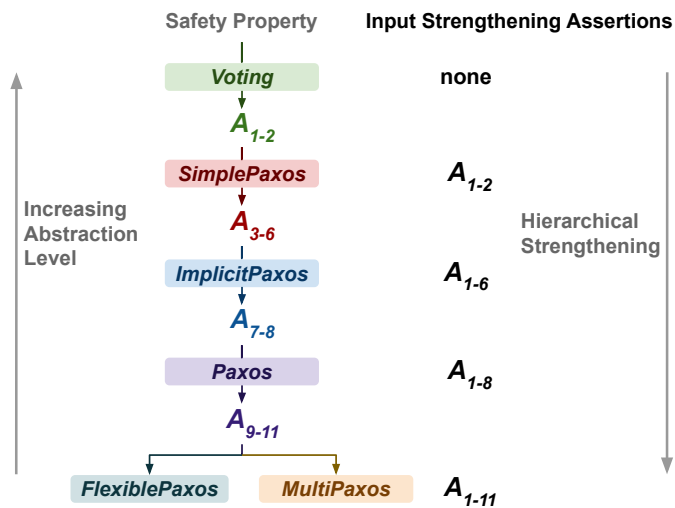 Safety Property Input Strengthening Assertions
Voting none
A1-2
SimplePaxos A1-2
A3-6
Increasing
Abstraction
Level
Hierarchical
Strengthening
ImplicitPaxos A1-6
A7-8
Paxos A1-8
A9-11
FlexiblePaxos MultiPaxos A1-11